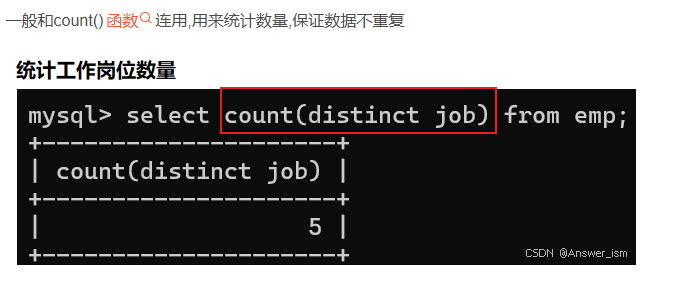 一般和count()函数连用,用来统计数量,保证数据不重复
统计工作岗位数量
mysql> select count(distinct job) from emp;
+---------------------+
| count(distinct job) |
+---------------------+
|                   5 |
+---------------------+
CSDN @Answer_ism